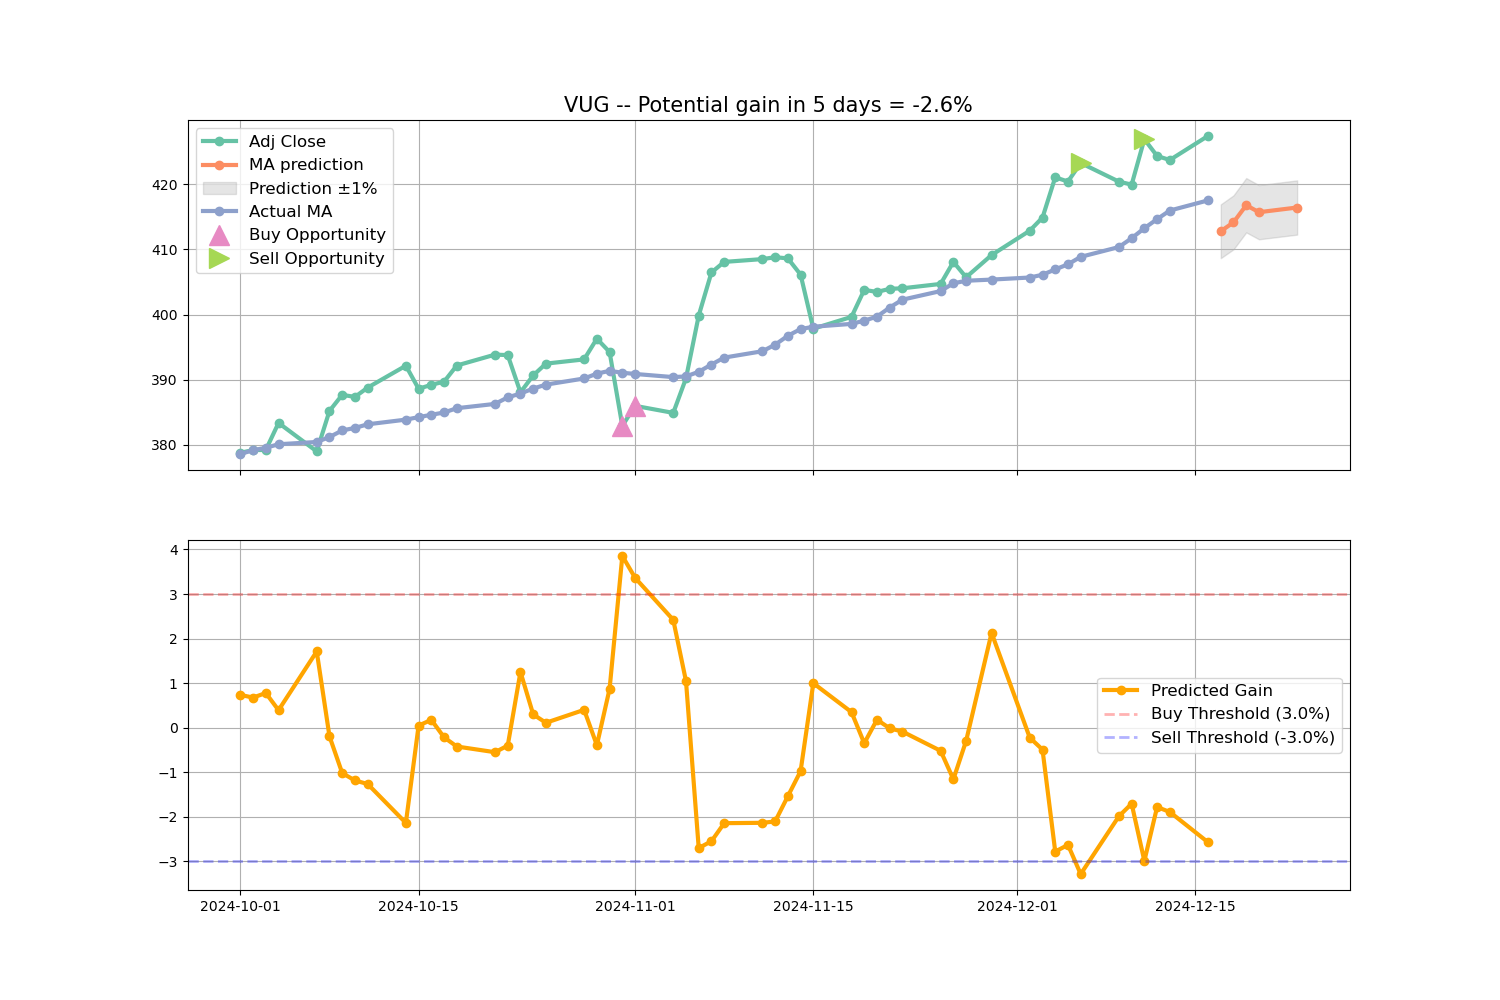 VUG -- Potential gain in 5 days = -2.6%
Adj Close
MA prediction
Prediction ±1%
Actual MA
Buy Opportunity
Sell Opportunity
420
410
400
390
380
4
3
2
1
0
−1
−2
−3
Predicted Gain
Buy Threshold (3.0%)
Sell Threshold (-3.0%)
2024-10-01 2024-10-15 2024-11-01 2024-11-15 2024-12-01 2024-12-15